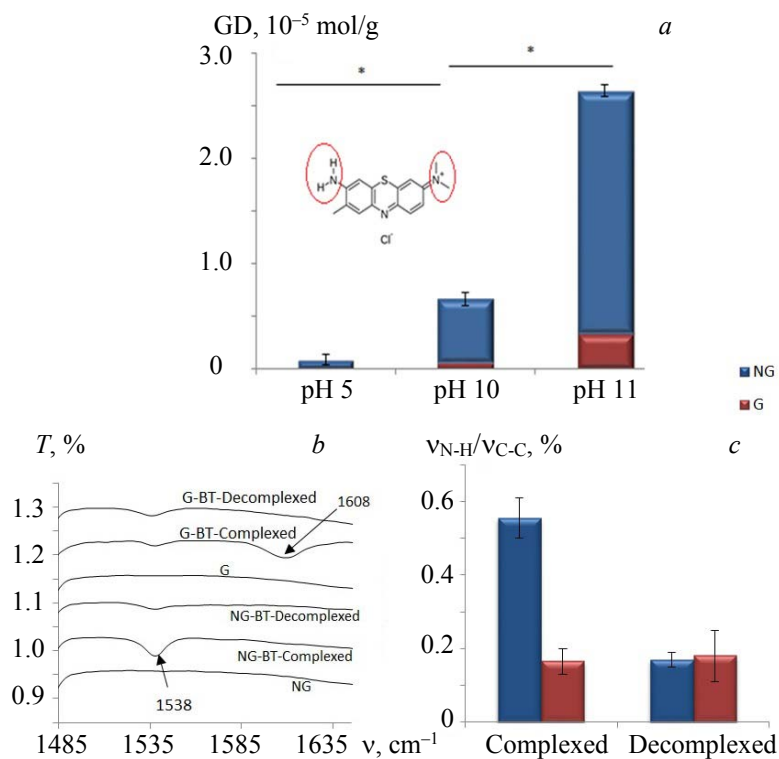 GD, 10⁻⁵ mol/g a
3.0
* *
2.0
H
H N S N⁺
N
Cl⁻
1.0
0
pH 5 pH 10 pH 11
NG
G
T, % b
1.3
G-BT-Decomplexed
1608
G-BT-Complexed
1.2
G
1.1
NG-BT-Decomplexed
1.0
NG-BT-Complexed
1538
NG
0.9
1485 1535 1585 1635
ν, cm⁻¹
νN-H/νC-C, % c
0.6
0.4
0.2
0
Complexed Decomplexed